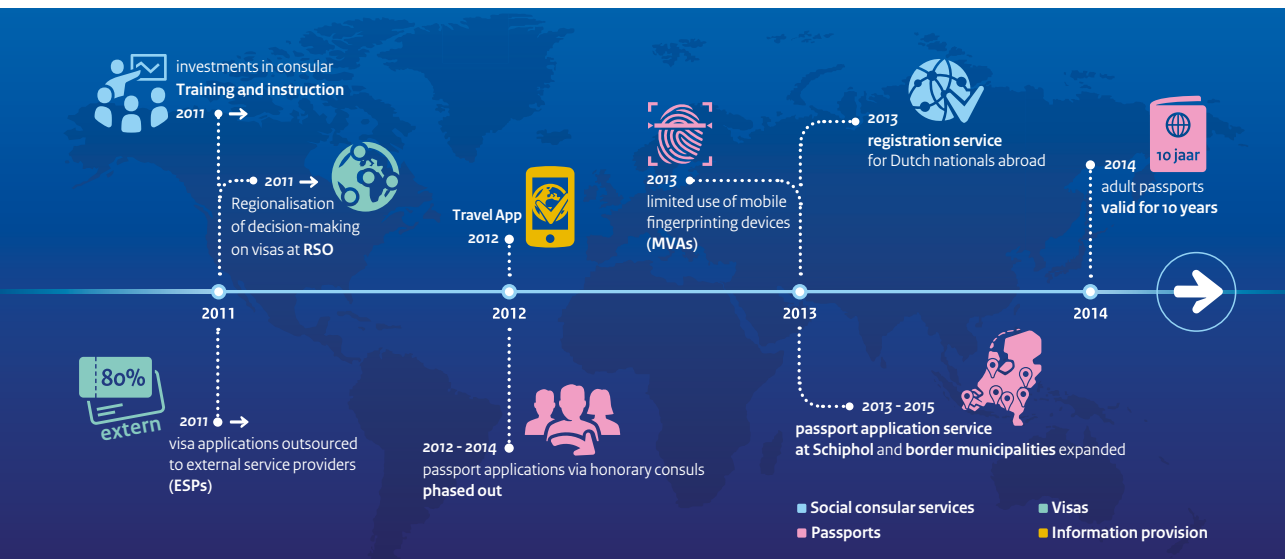 investments in consular
Training and instruction
2011 →
2011 →
Regionalisation
of decision-making
on visas at RSO
Travel App
2012
2013
limited use of mobile
fingerprinting devices
(MVAs)
2013
registration service
for Dutch nationals abroad
10 jaar
2014
adult passports
valid for 10 years
2011
2012
2013
2014
80%
extern
2011 →
visa applications outsourced
to external service providers
(ESPs)
2012 - 2014
passport applications via honorary consuls
phased out
2013 - 2015
passport application service
at Schiphol and border municipalities expanded
Social consular services
Visas
Passports
Information provision